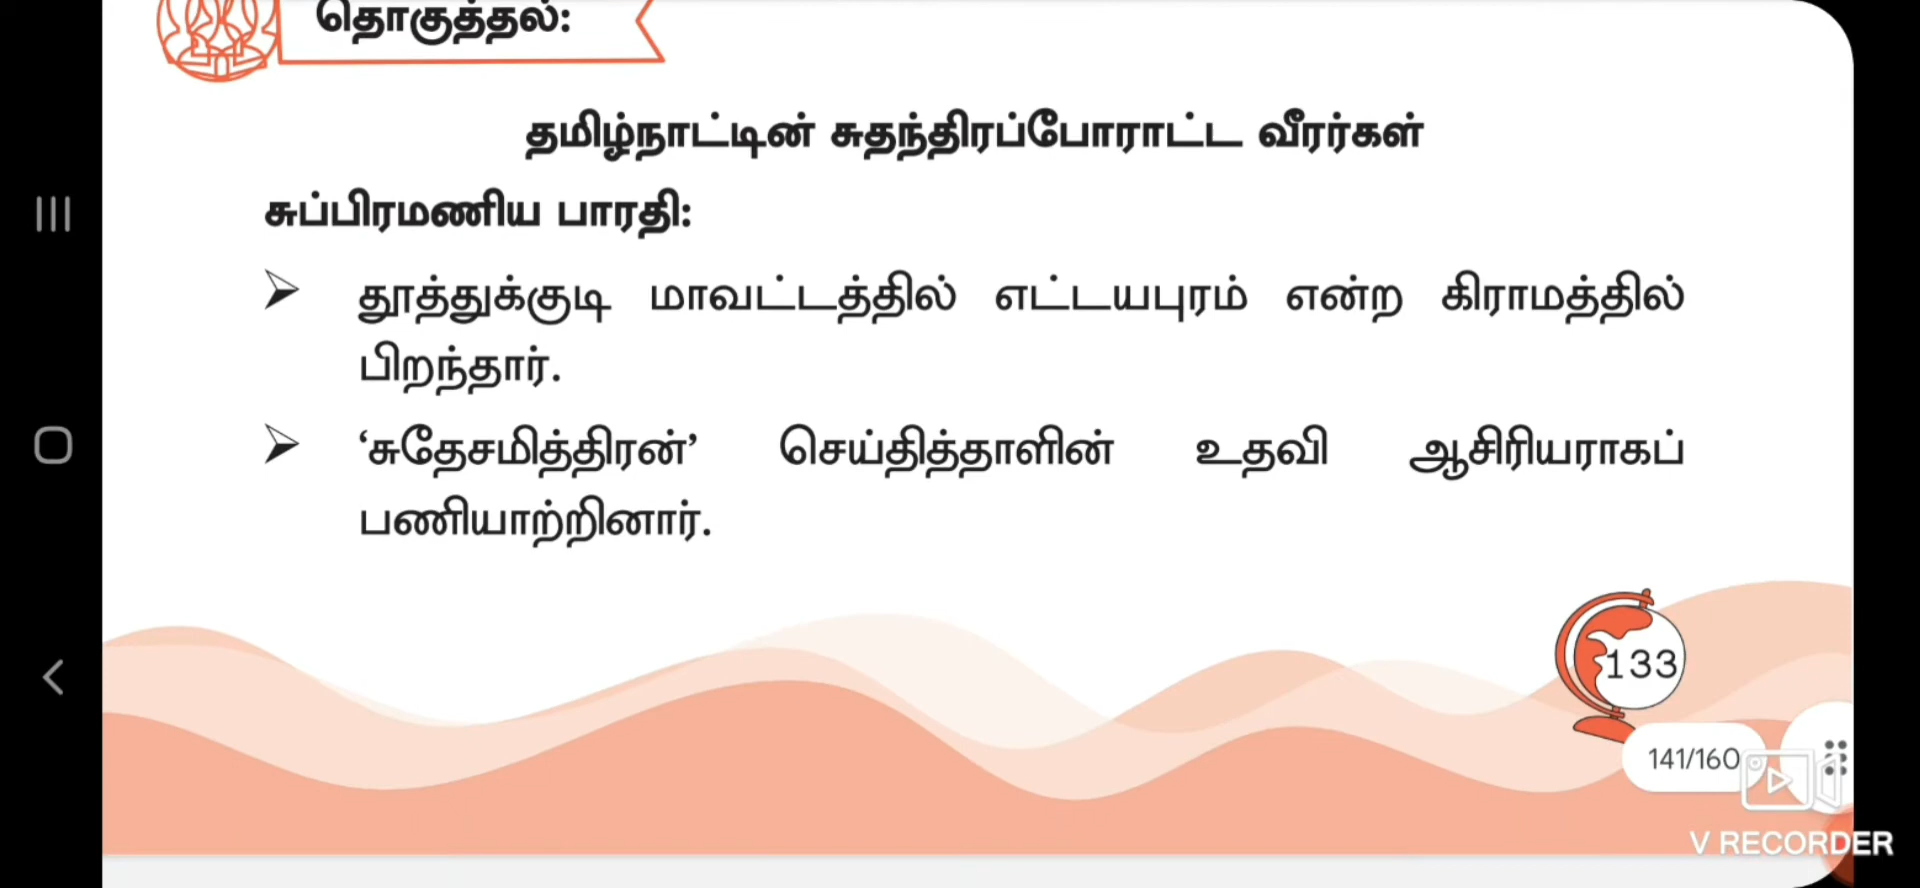 தொகுத்தல்:
தமிழ்நாட்டின் சுதந்திரப்போராட்ட வீரர்கள்
சுப்பிரமணிய பாரதி:
➢ தூத்துக்குடி மாவட்டத்தில் எட்டயபுரம் என்ற கிராமத்தில்
பிறந்தார்.
➢ ‘சுதேசமித்திரன்’ செய்தித்தாளின் உதவி ஆசிரியராகப்
பணியாற்றினார்.
133
141/160
V RECORDER